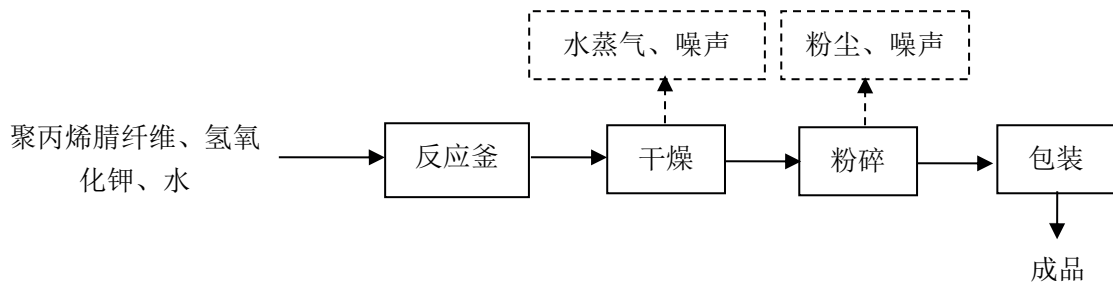 水蒸气、噪声
粉尘、噪声
聚丙烯腈纤维、氢氧
化钾、水
反应釜
干燥
粉碎
包装
成品